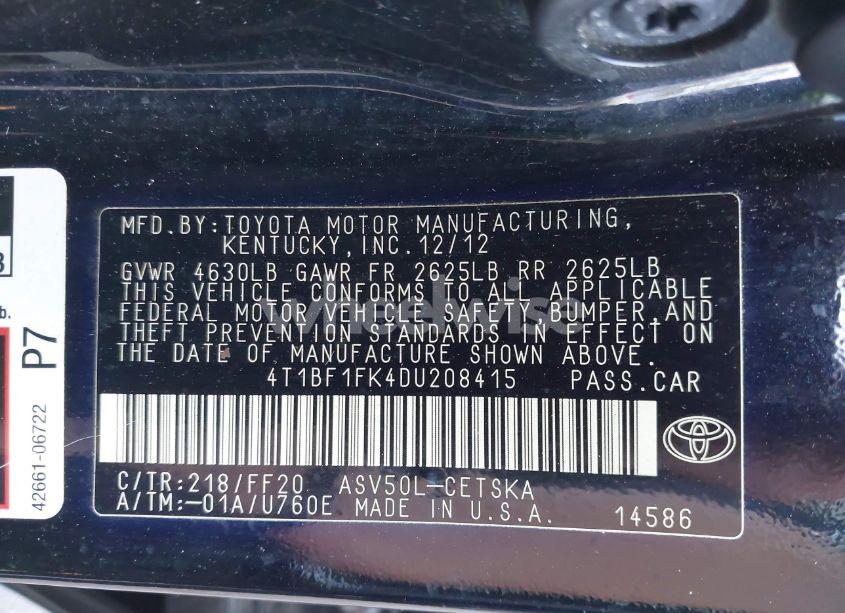 MFD.BY:TOYOTA MOTOR MANUFACTURING,
KENTUCKY,INC.12/12
GVWR 4630LB GAWR FR 2625LB RR 2625LB
THIS VEHICLE CONFORMS TO ALL APPLICABLE
FEDERAL MOTOR VEHICLE SAFETY,BUMPER,AND
THEFT PREVENTION STANDARDS IN EFFECT ON
THE DATE OF MANUFACTURE SHOWN ABOVE.
4T1BF1FK4DU208415 PASS.CAR
C/TR:218/FF20 ASV50L-CETSKA
A/TM:-01A/U760E MADE IN U.S.A. 14586
P7
42661-06722
b.
wheelwise